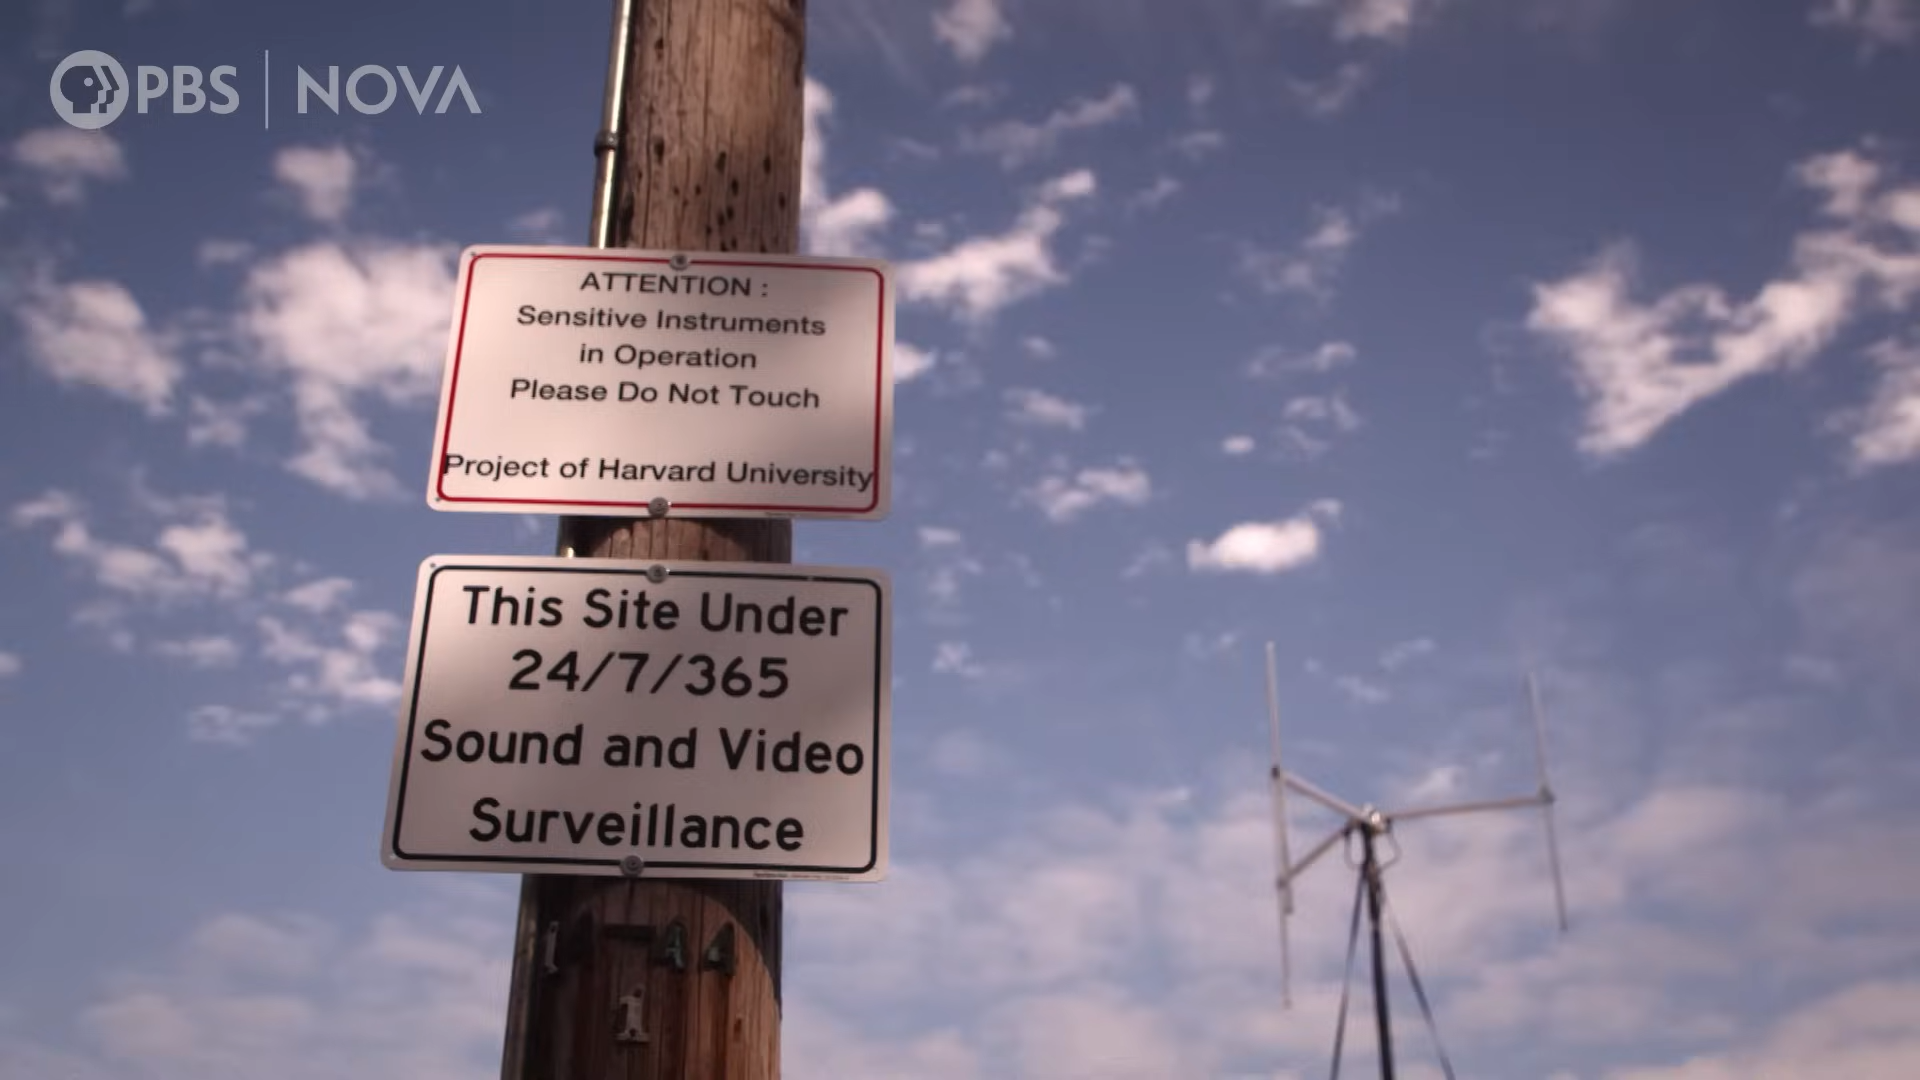 PBS | NOVA
ATTENTION :
Sensitive Instruments
in Operation
Please Do Not Touch
Project of Harvard University
This Site Under
24/7/365
Sound and Video
Surveillance
1